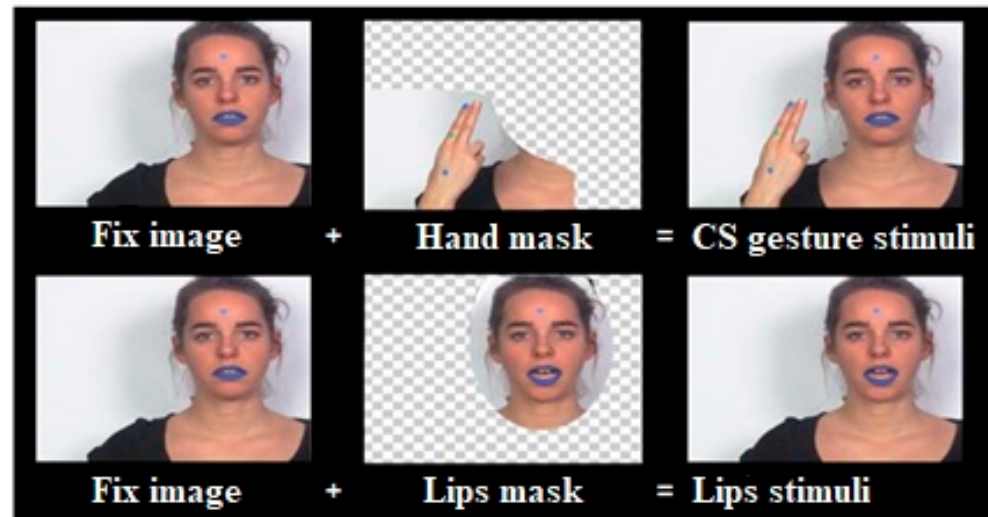 Fix image + Hand mask = CS gesture stimuli
Fix image + Lips mask = Lips stimuli